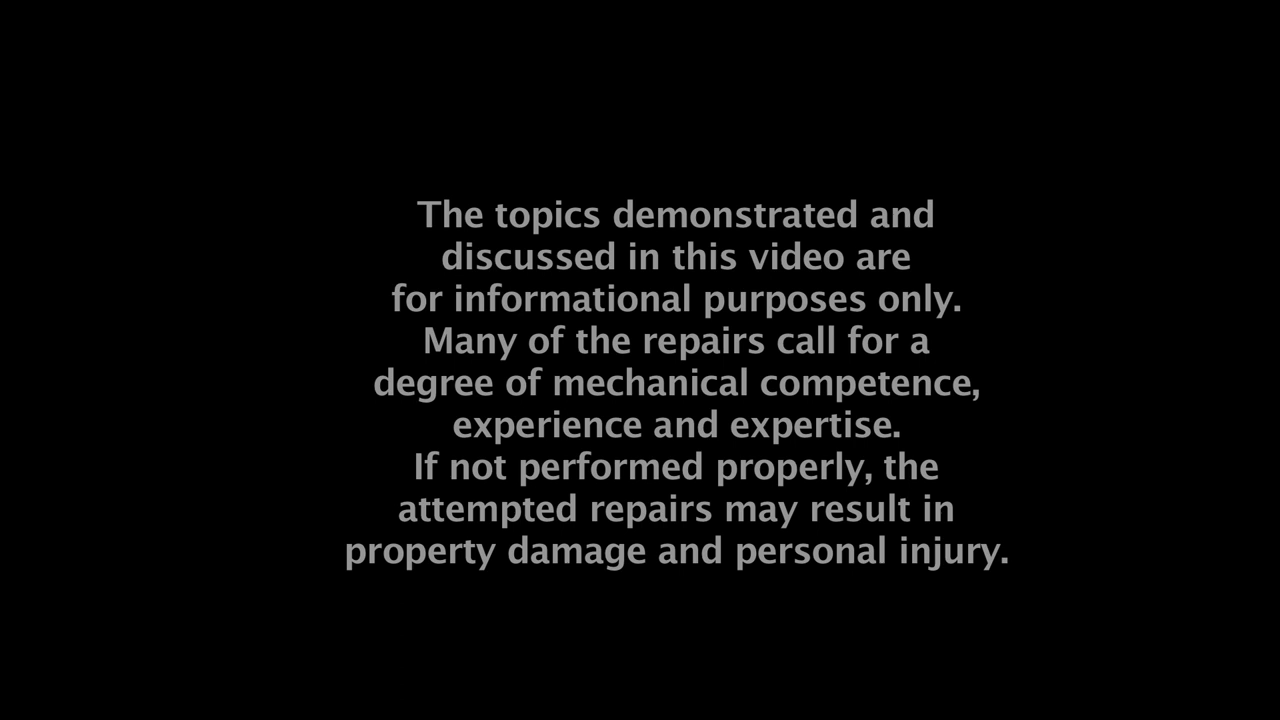 The topics demonstrated and
discussed in this video are
for informational purposes only.
Many of the repairs call for a
degree of mechanical competence,
experience and expertise.
If not performed properly, the
attempted repairs may result in
property damage and personal injury.